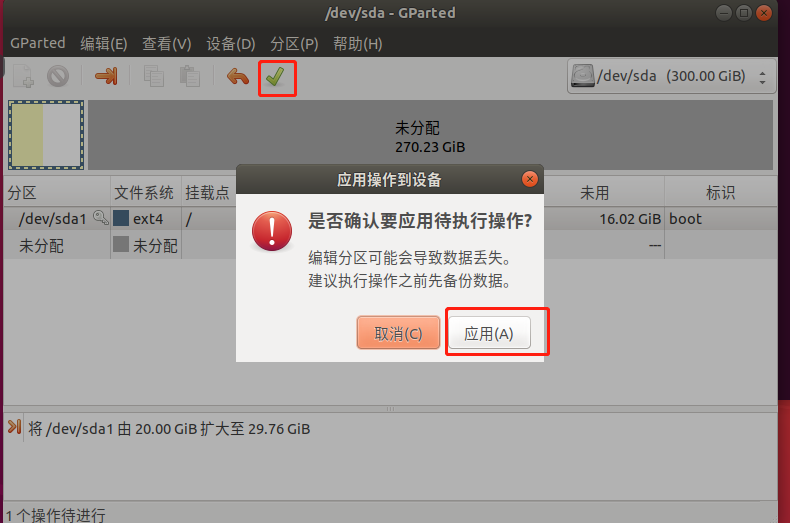 /dev/sda - GParted
GParted 编辑(E) 查看(V) 设备(D) 分区(P) 帮助(H)
/dev/sda (300.00 GiB)
未分配
270.23 GiB
分区 文件系统 挂载点 未用 标识
/dev/sda1 ext4 / 16.02 GiB boot
未分配 未分配 ---
应用操作到设备
是否确认要应用待执行操作?
编辑分区可能会导致数据丢失。
建议执行操作之前先备份数据。
取消(C) 应用(A)
将 /dev/sda1 由 20.00 GiB 扩大至 29.76 GiB
1 个操作待进行